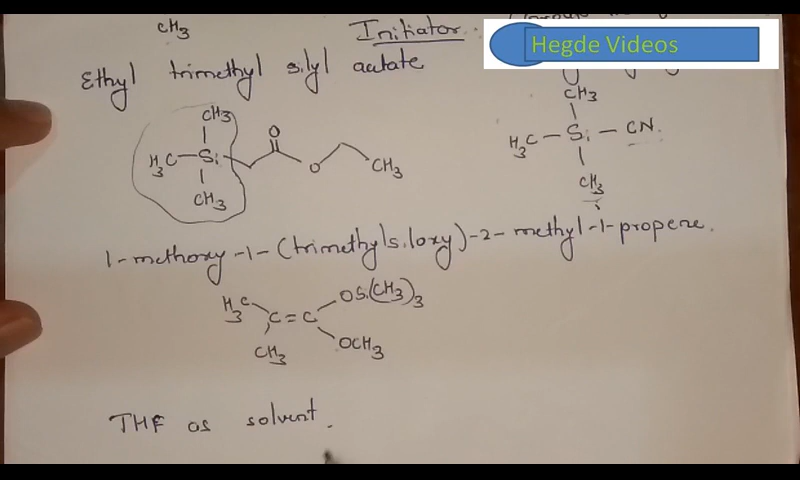 CH3
Initiator.
Hegde Videos
Ethyl trimethyl silyl acetate
CH3
H3C-Si
CH3
O
O
CH3
CH3
H3C-Si-CN.
CH3
1-methoxy-1-(trimethylsiloxy)-2-methyl-1-propene.
H3C
C=C
OSi(CH3)3
CH3
OCH3
THF as solvent.